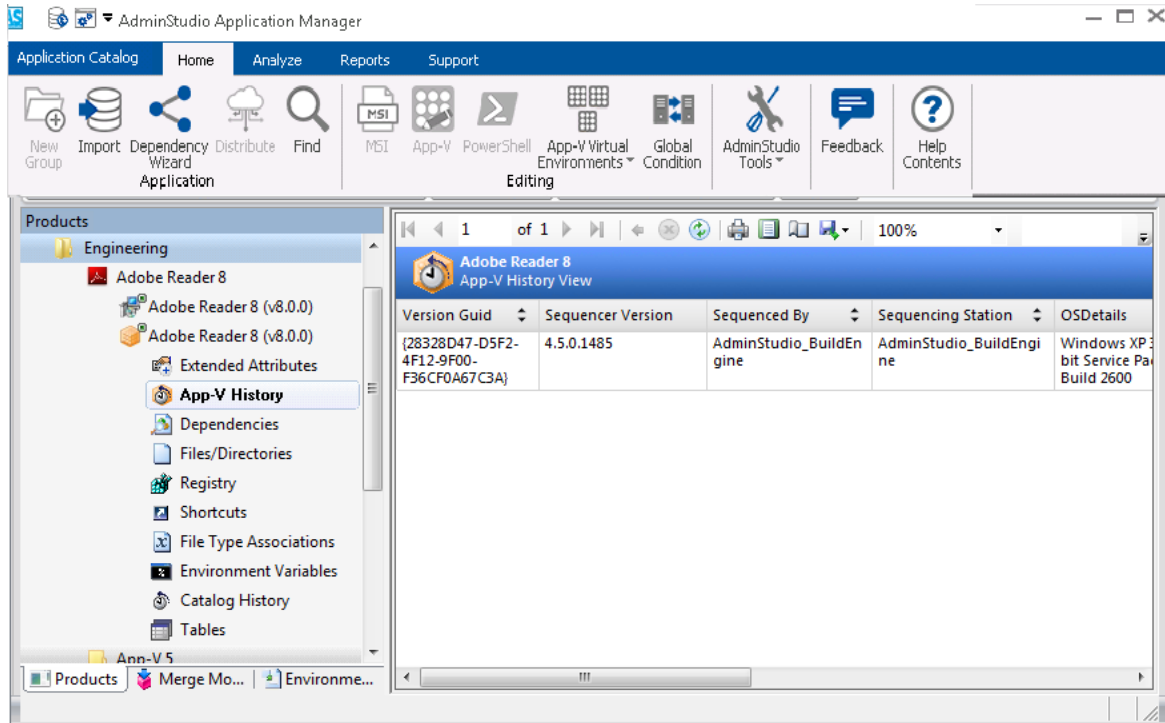 AS AdminStudio Application Manager
Application Catalog Home Analyze Reports Support
New Group Import Dependency Wizard Distribute Find MSI MSI App-V PowerShell App-V Virtual Environments Global Condition AdminStudio Tools Feedback Help Contents
Application Editing
Products
1 of 1 100%
Engineering
Adobe Reader 8
Adobe Reader 8 (v8.0.0)
Adobe Reader 8 (v8.0.0)
Extended Attributes
App-V History
Dependencies
Files/Directories
Registry
Shortcuts
File Type Associations
Environment Variables
Catalog History
Tables
App-V 5
Products Merge Mo... Environme...
Adobe Reader 8
App-V History View
Version Guid Sequencer Version Sequenced By Sequencing Station OSDetails
{28328D47-D5F2- 4.5.0.1485 AdminStudio_BuildEn AdminStudio_BuildEngi Windows XP 3
4F12-9F00- gine ne bit Service Pa
F36CF0A67C3A} Build 2600